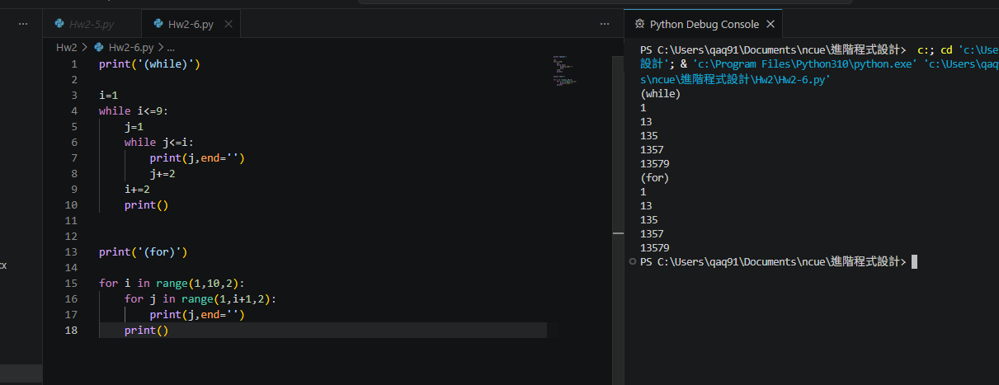 Hw2-5.py
Hw2-6.py
Python Debug Console
Hw2 > Hw2-6.py > ...
1 print('(while)')
2
3 i=1
4 while i<=9:
5     j=1
6     while j<=i:
7         print(j,end='')
8         j+=2
9     i+=2
10     print()
11
12
13 print('(for)')
14
15 for i in range(1,10,2):
16     for j in range(1,i+1,2):
17         print(j,end='')
18     print()
PS C:\Users\qaq91\Documents\ncue\進階程式設計>  c:; cd 'c:\Use
設計'; & 'c:\Program Files\Python310\python.exe' 'c:\Users\qaq
s\ncue\進階程式設計\Hw2\Hw2-6.py'
(while)
1
13
135
1357
13579
(for)
1
13
135
1357
13579
PS C:\Users\qaq91\Documents\ncue\進階程式設計>